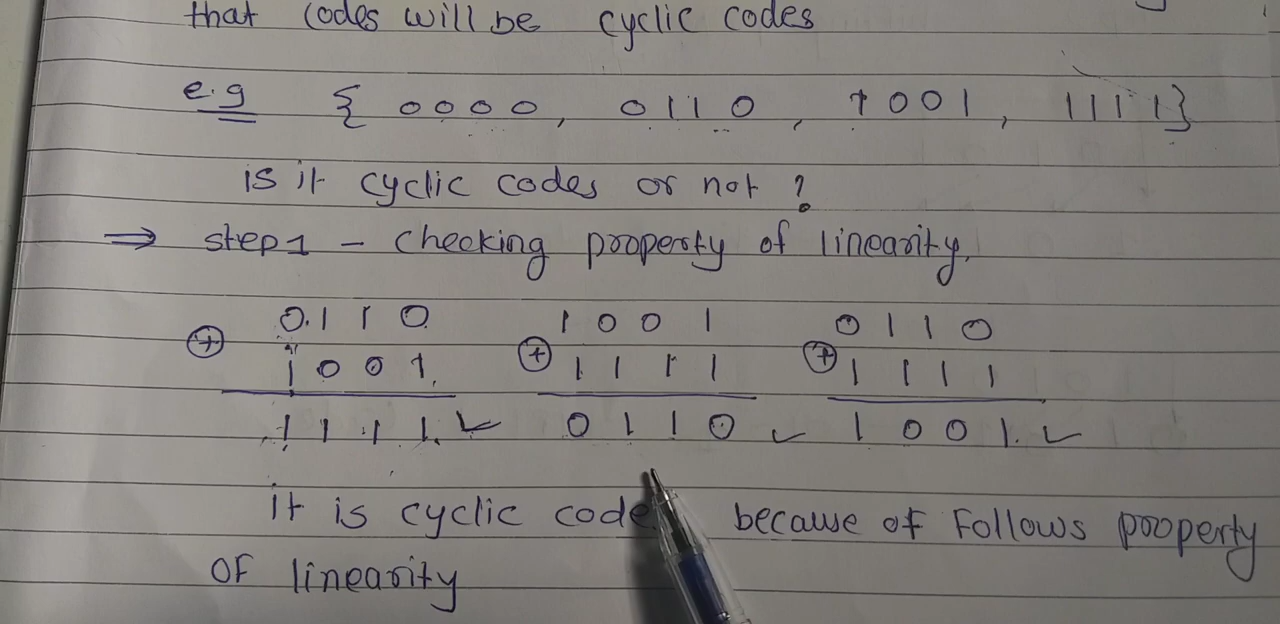 that codes will be cyclic codes
e.g { 0000, 0110, 1001, 1111}
is it cyclic codes or not ?
⇒ step1 - checking property of linearity.
0110 1001 0110
⊕ 1001 ⊕ 1111 ⊕ 1111
1111 ✓ 0110 ✓ 1001 ✓
it is cyclic code because of follows property
of linearity